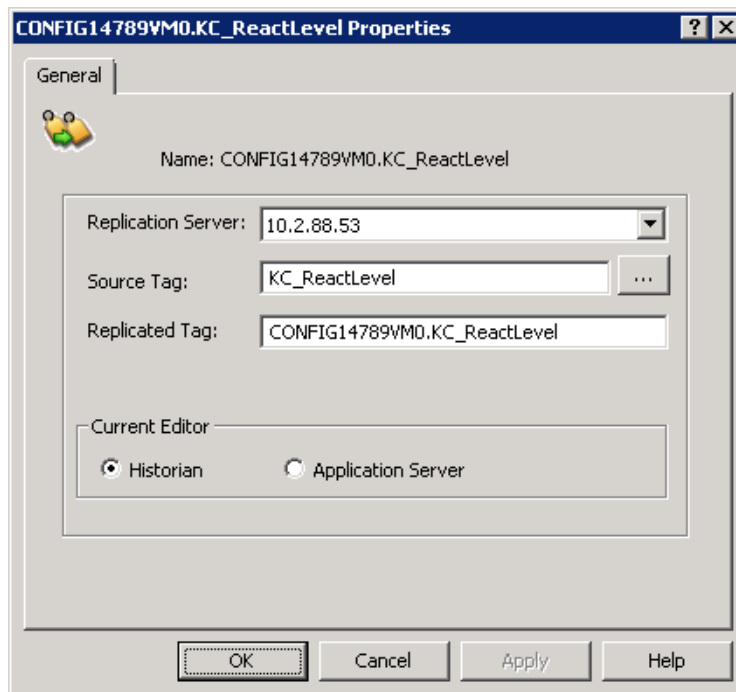 CONFIG14789VM0.KC_ReactLevel Properties
General
Name: CONFIG14789VM0.KC_ReactLevel
Replication Server: 10.2.88.53
Source Tag: KC_ReactLevel ...
Replicated Tag: CONFIG14789VM0.KC_ReactLevel
Current Editor
Historian Application Server
OK Cancel Apply Help